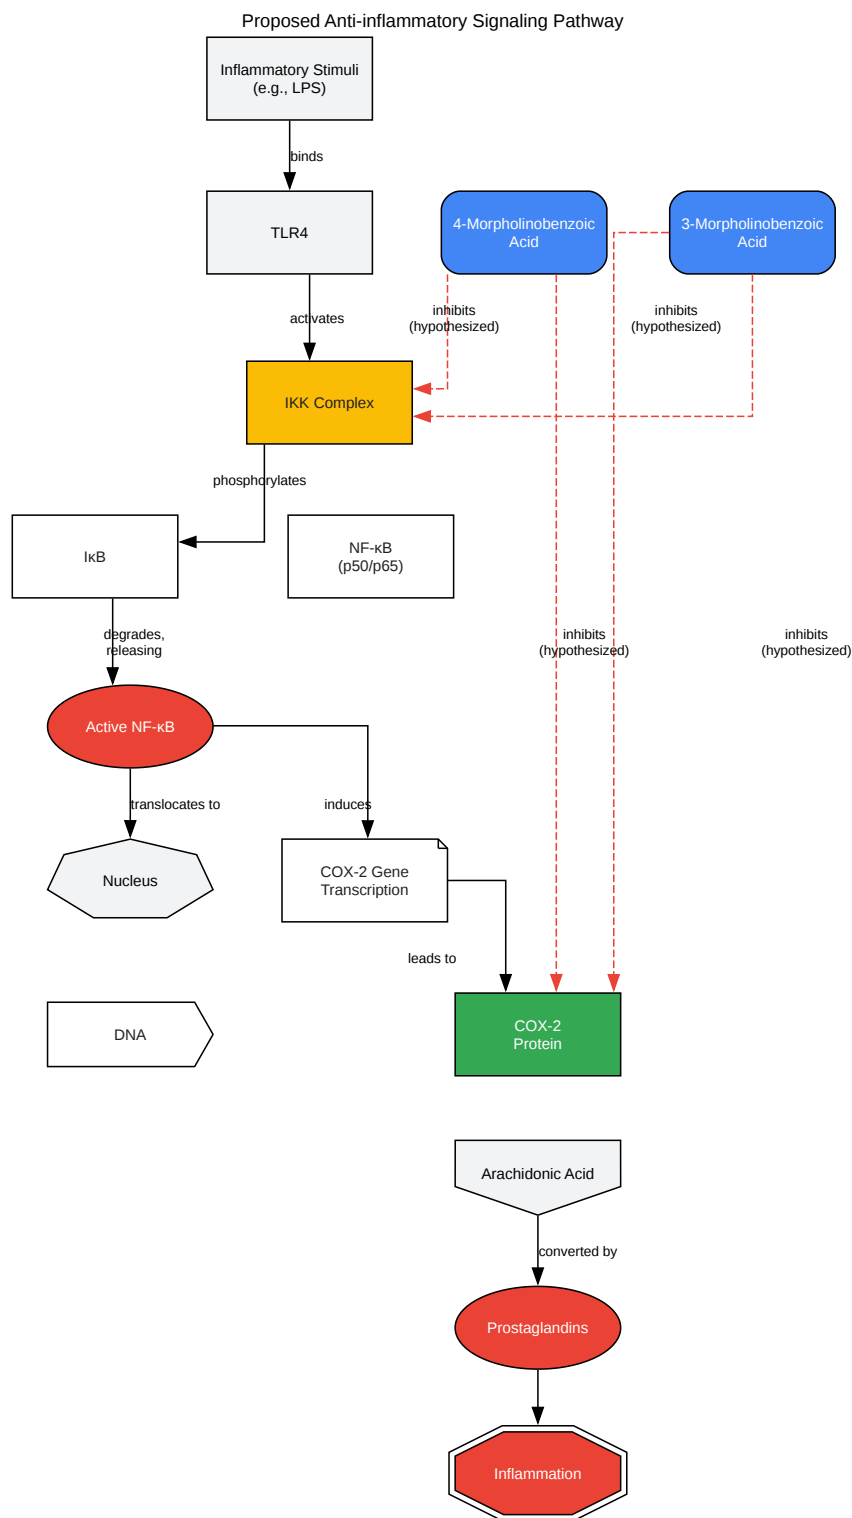 Proposed Anti-inflammatory Signaling Pathway
Inflammatory Stimuli
(e.g., LPS)
binds
TLR4
4-Morpholinobenzoic
Acid
3-Morpholinobenzoic
Acid
activates
inhibits
(hypothesized)
inhibits
(hypothesized)
IKK Complex
phosphorylates
IκB
NF-κB
(p50/p65)
degrades,
releasing
inhibits
(hypothesized)
inhibits
(hypothesized)
Active NF-κB
translocates to
induces
Nucleus
COX-2 Gene
Transcription
leads to
DNA
COX-2
Protein
Arachidonic Acid
converted by
Prostaglandins
Inflammation